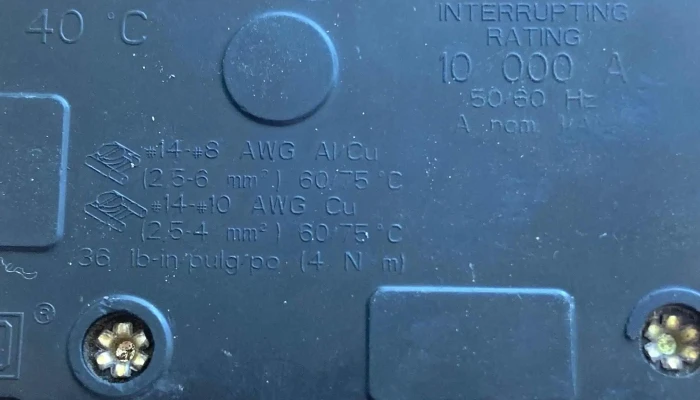 40 °C
INTERRUPTING
RATING
10 000 A
50/60 Hz
A nom
#14-#8 AWG Al/Cu
(2,5-6 mm²) 60/75 °C
#14-#10 AWG Cu
(2,5-4 mm²) 60/75 °C
36 lb-in/pulg/po (4 N m)
®